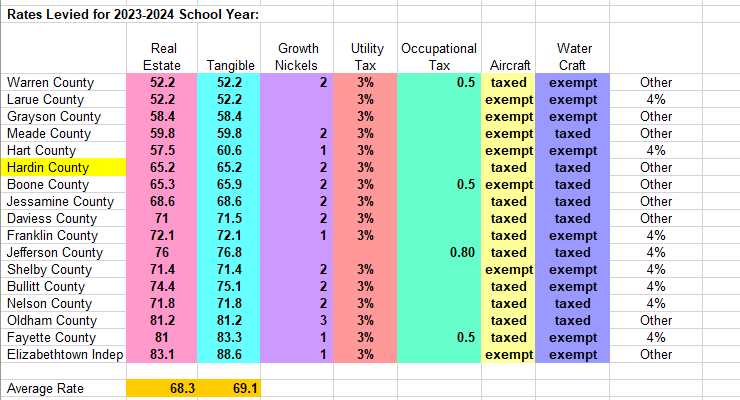 Rates Levied for 2023-2024 School Year:
Real Growth Utility Occupational Water
Estate Tangible Nickels Tax Tax Aircraft Craft
Warren County 52.2 52.2 2 3% 0.5 taxed exempt Other
Larue County 52.2 52.2 3% exempt exempt 4%
Grayson County 58.4 58.4 3% exempt exempt Other
Meade County 59.8 59.8 2 3% exempt taxed Other
Hart County 57.5 60.6 1 3% exempt exempt 4%
Hardin County 65.2 65.2 2 3% taxed taxed Other
Boone County 65.3 65.9 2 3% 0.5 exempt taxed Other
Jessamine County 68.6 68.6 2 3% taxed taxed Other
Daviess County 71 71.5 2 3% taxed taxed Other
Franklin County 72.1 72.1 1 3% taxed exempt 4%
Jefferson County 76 76.8 0.80 taxed taxed 4%
Shelby County 71.4 71.4 2 3% exempt exempt 4%
Bullitt County 74.4 75.1 2 3% taxed exempt 4%
Nelson County 71.8 71.8 2 3% taxed taxed 4%
Oldham County 81.2 81.2 3 3% taxed taxed Other
Fayette County 81 83.3 1 3% 0.5 taxed exempt 4%
Elizabethtown Indep 83.1 88.6 1 3% exempt exempt Other
Average Rate 68.3 69.1